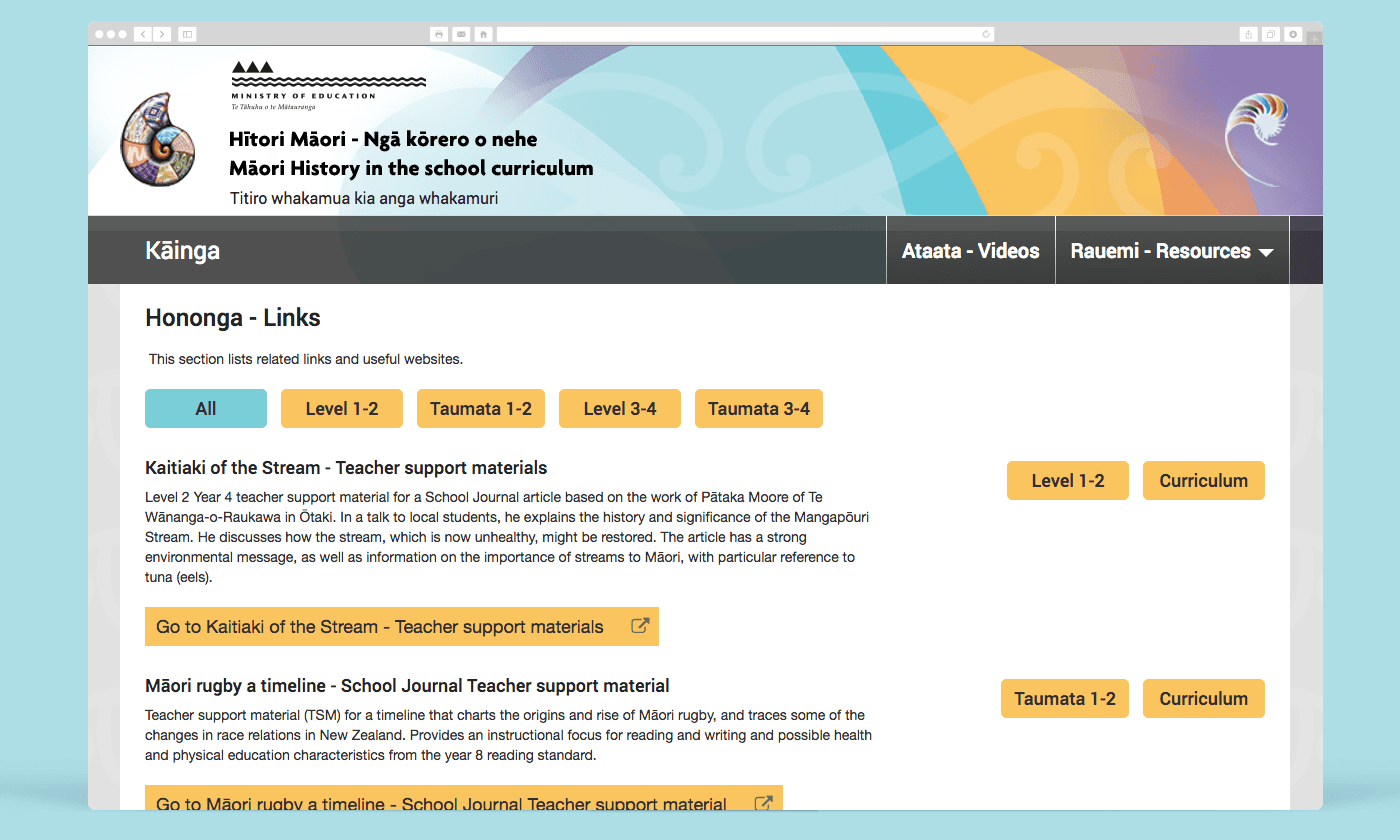 MINISTRY OF EDUCATION
Te Tāhuhu o te Mātauranga
Hītori Māori - Ngā kōrero o nehe
Māori History in the school curriculum
Titiro whakamua kia anga whakamuri
Kāinga
Ataata - Videos
Rauemi - Resources
Hononga - Links
This section lists related links and useful websites.
All
Level 1-2
Taumata 1-2
Level 3-4
Taumata 3-4
Kaitiaki of the Stream - Teacher support materials
Level 1-2
Curriculum
Level 2 Year 4 teacher support material for a School Journal article based on the work of Pātaka Moore of Te
Wānanga-o-Raukawa in Ōtaki. In a talk to local students, he explains the history and significance of the Mangapōuri
Stream. He discusses how the stream, which is now unhealthy, might be restored. The article has a strong
environmental message, as well as information on the importance of streams to Māori, with particular reference to
tuna (eels).
Go to Kaitiaki of the Stream - Teacher support materials
Māori rugby a timeline - School Journal Teacher support material
Taumata 1-2
Curriculum
Teacher support material (TSM) for a timeline that charts the origins and rise of Māori rugby, and traces some of the
changes in race relations in New Zealand. Provides an instructional focus for reading and writing and possible health
and physical education characteristics from the year 8 reading standard.
Go to Māori rugby a timeline - School Journal Teacher support material